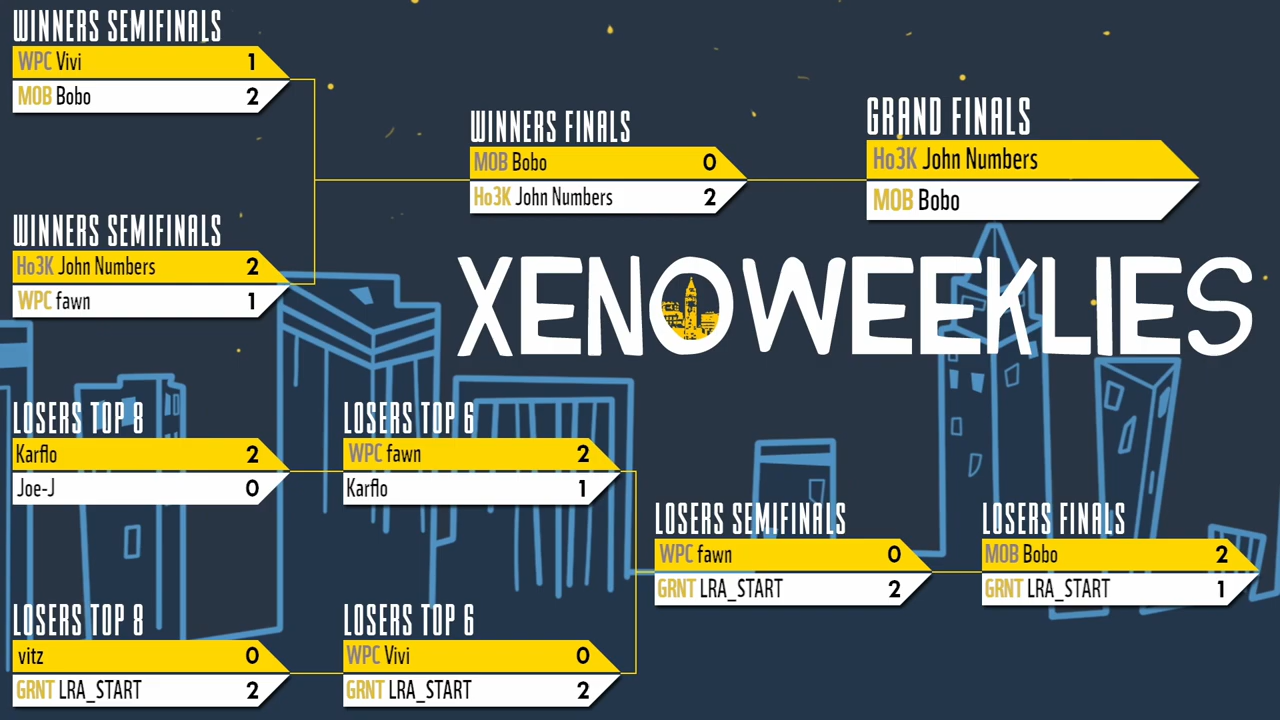 WINNERS SEMIFINALS
WPC Vivi 1
MOB Bobo 2
WINNERS FINALS
MOB Bobo 0
Ho3K John Numbers 2
GRAND FINALS
Ho3K John Numbers
MOB Bobo
WINNERS SEMIFINALS
Ho3K John Numbers 2
WPC fawn 1
XENOWEEKLIES
LOSERS TOP 8
Karflo 2
Joe-J 0
LOSERS TOP 6
WPC fawn 2
Karflo 1
LOSERS SEMIFINALS
WPC fawn 0
GRNT LRA_START 2
LOSERS FINALS
MOB Bobo 2
GRNT LRA_START 1
LOSERS TOP 8
vitz 0
GRNT LRA_START 2
LOSERS TOP 6
WPC Vivi 0
GRNT LRA_START 2